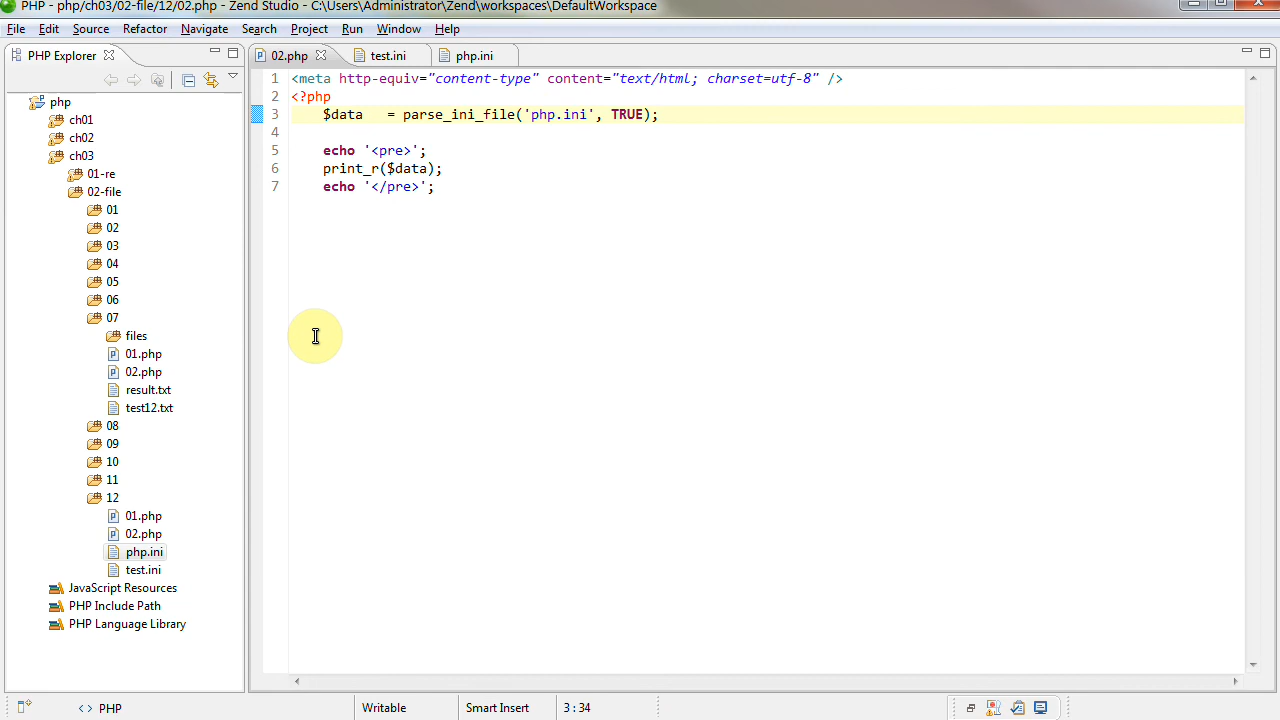 PHP - php/ch03/02-file/12/02.php - Zend Studio - C:\Users\Administrator\Zend\workspaces\DefaultWorkspace
File Edit Source Refactor Navigate Search Project Run Window Help
PHP Explorer
02.php test.ini php.ini
php
ch01
ch02
ch03
01-re
02-file
01
02
03
04
05
06
07
files
01.php
02.php
result.txt
test12.txt
08
09
10
11
12
01.php
02.php
php.ini
test.ini
JavaScript Resources
PHP Include Path
PHP Language Library
1 <meta http-equiv="content-type" content="text/html; charset=utf-8" />
2 <?php
3 $data = parse_ini_file('php.ini', TRUE);
4
5 echo '<pre>';
6 print_r($data);
7 echo '</pre>';
<> PHP Writable Smart Insert 3 : 34